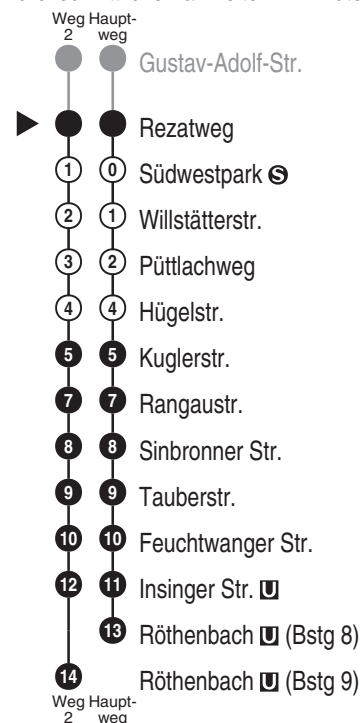 Weg Haupt-
2 weg
Gustav-Adolf-Str.
Rezatweg
1 0 Südwestpark S
2 1 Willstätterstr.
3 2 Püttlachweg
4 4 Hügelstr.
5 5 Kuglerstr.
7 7 Rangaustr.
8 8 Sinbronner Str.
9 9 Tauberstr.
10 10 Feuchtwanger Str.
12 11 Insinger Str. U
13 Röthenbach U (Bstg 8)
14 Röthenbach U (Bstg 9)
Weg Haupt-
2 weg